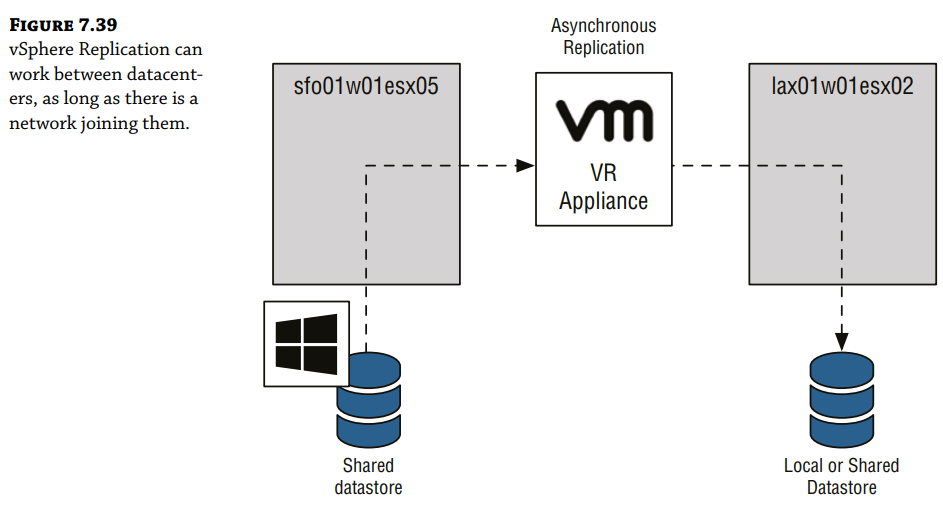 FIGURE 7.39
vSphere Replication can
work between datacent-
ers, as long as there is a
network joining them.
Asynchronous
Replication
sfo01w01esx05
vm
VR
Appliance
lax01w01esx02
Shared
datastore
Local or Shared
Datastore